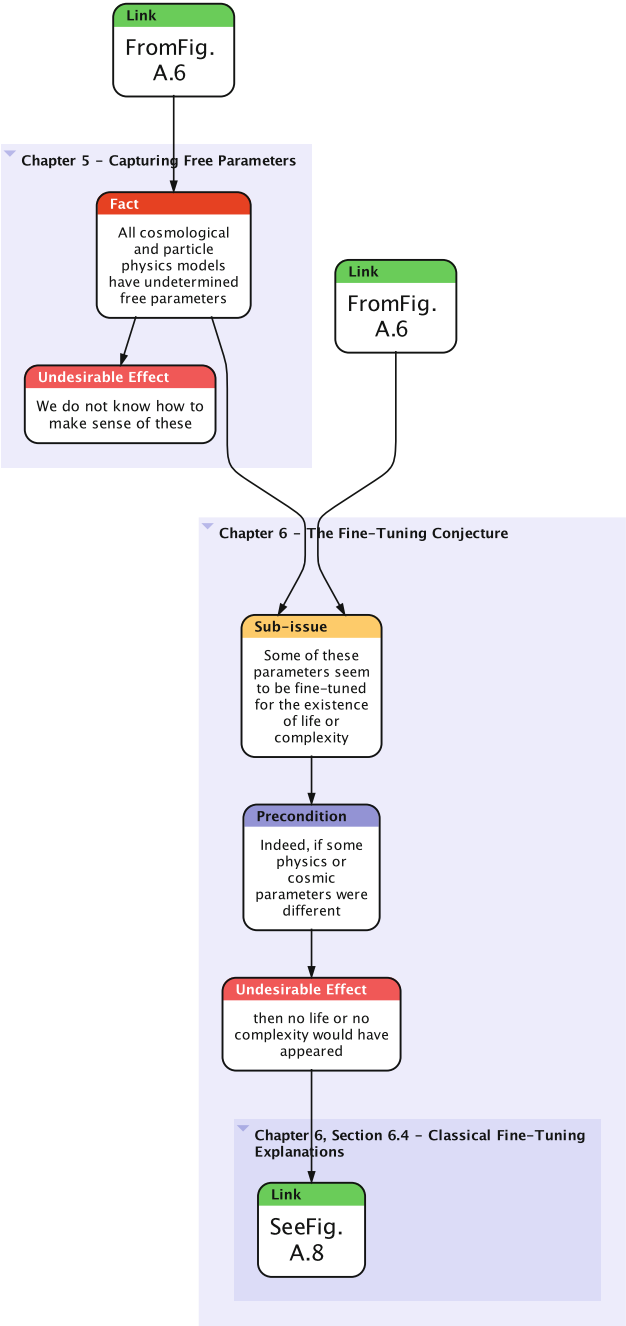 Link
FromFig.
A.6
Chapter 5 – Capturing Free Parameters
Fact
All cosmological
and particle
physics models
have undetermined
free parameters
Link
FromFig.
A.6
Undesirable Effect
We do not know how to
make sense of these
Chapter 6 – The Fine–Tuning Conjecture
Sub–issue
Some of these
parameters seem
to be fine–tuned
for the existence
of life or
complexity
Precondition
Indeed, if some
physics or
cosmic
parameters were
different
Undesirable Effect
then no life or no
complexity would have
appeared
Chapter 6, Section 6.4 – Classical Fine–Tuning
Explanations
Link
SeeFig.
A.8